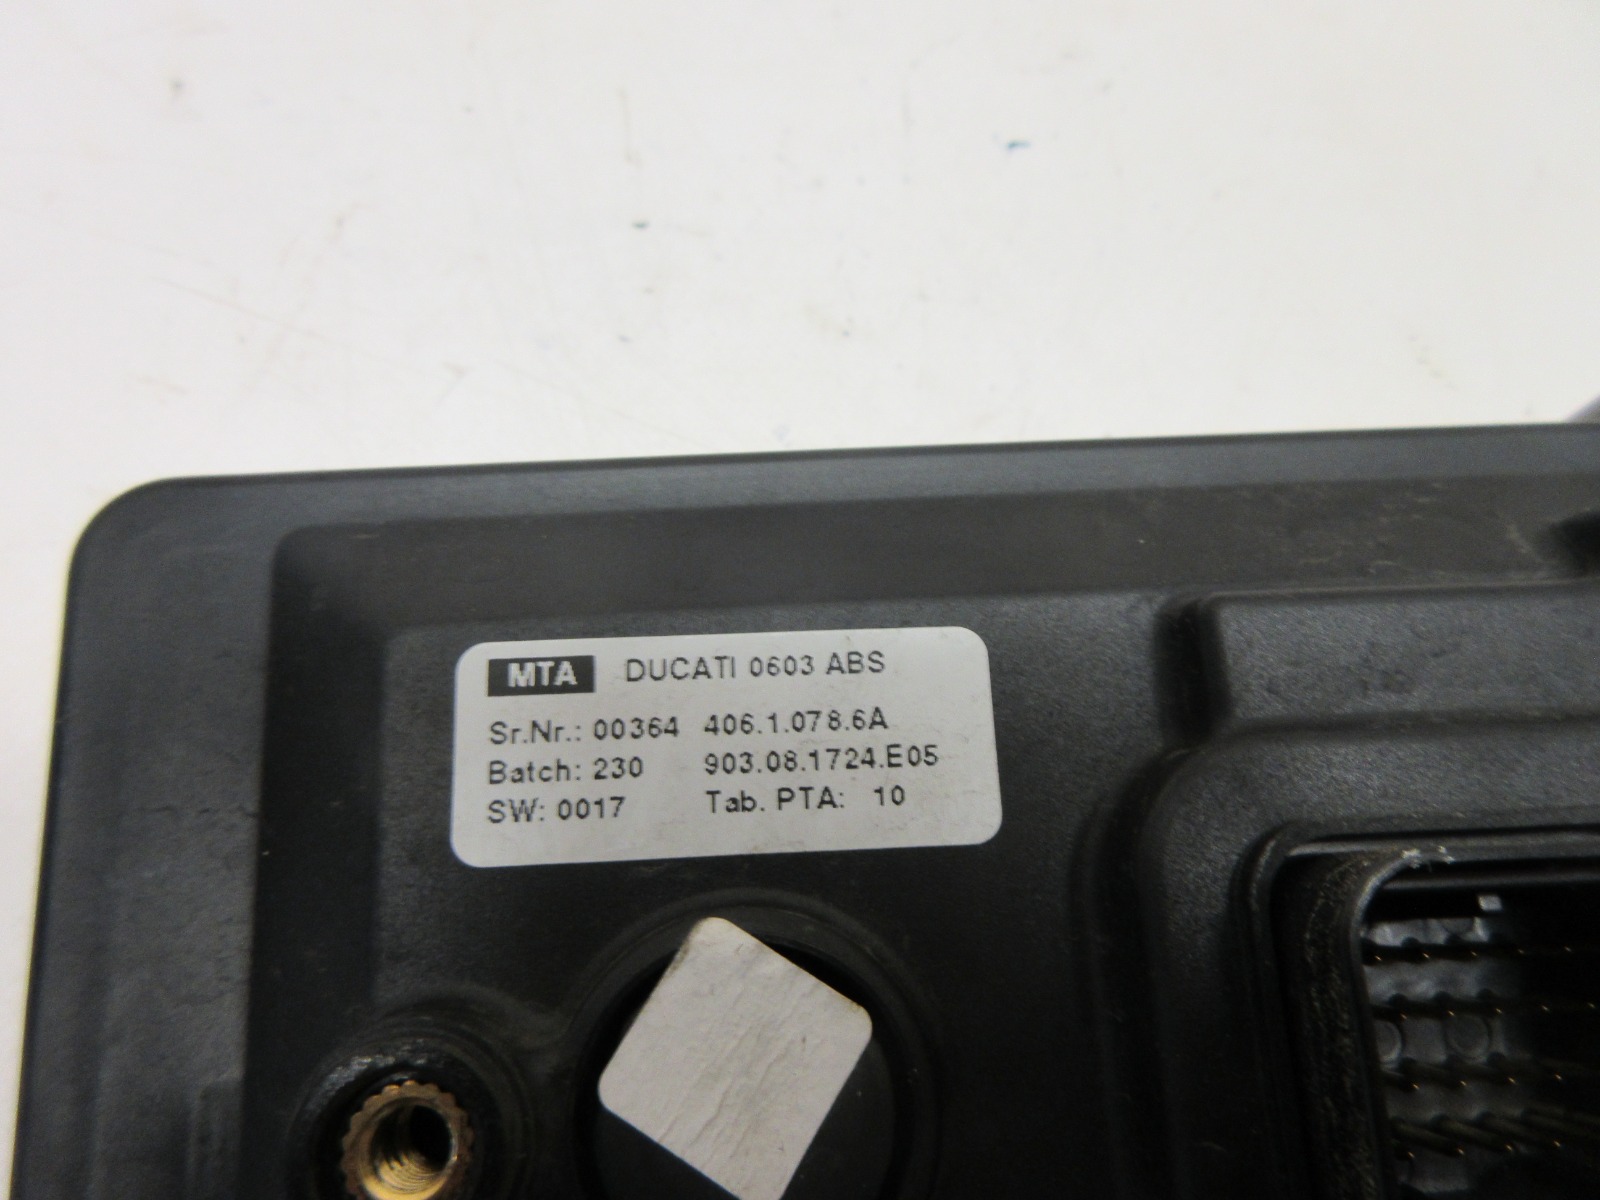 MTA DUCATI 0603 ABS
Sr.Nr.: 00364 406.1.078.6A
Batch: 230 903.08.1724.E05
SW: 0017 Tab. PTA: 10